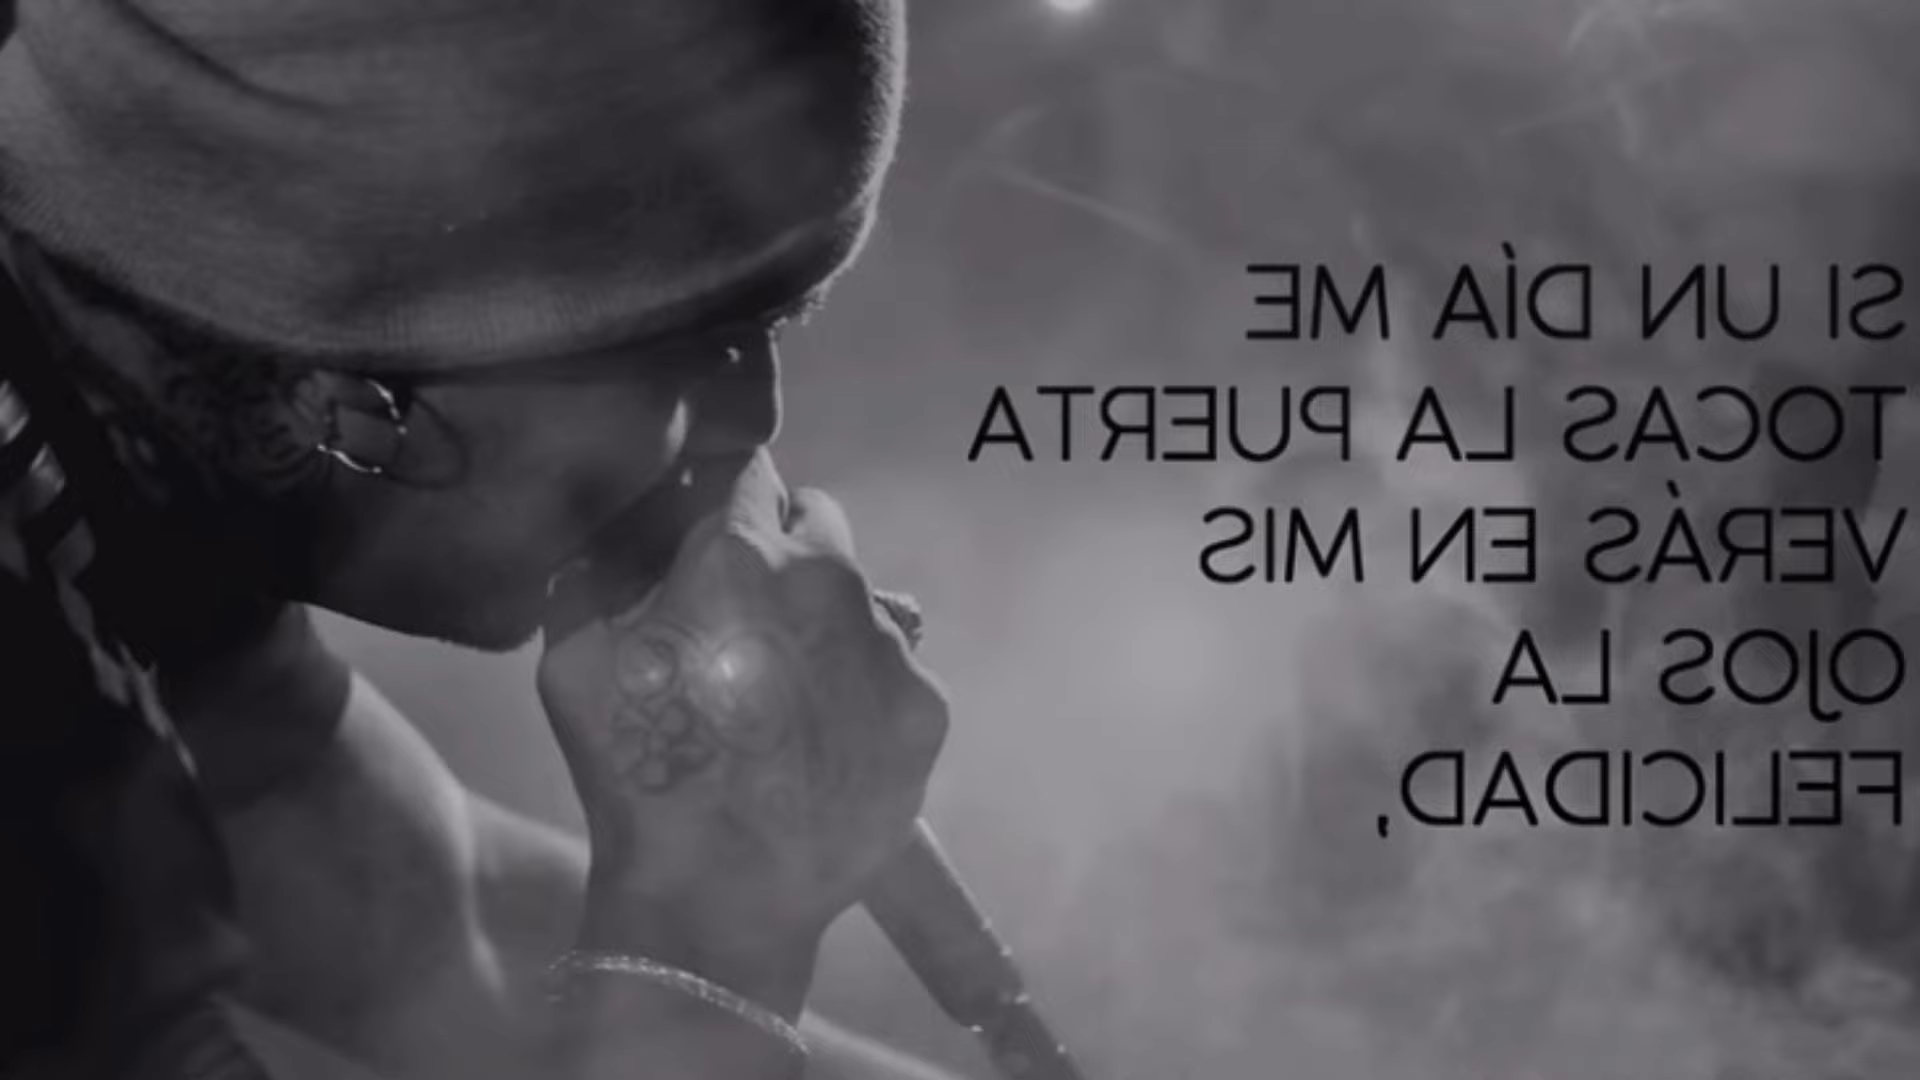 SI UN DÍA ME
TOCAS LA PUERTA
VERÁS EN MIS
OJOS LA
FELICIDAD,